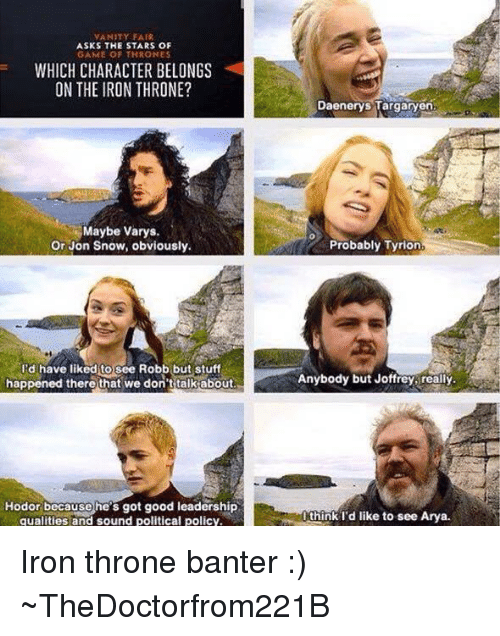 VANITY FAIR
ASKS THE STARS OF
GAME OF THRONES
WHICH CHARACTER BELONGS
ON THE IRON THRONE?
Daenerys Targaryen.
Maybe Varys.
Or Jon Snow, obviously.
Probably Tyrion.
I'd have liked to see Robb but stuff
happened there that we don't talk about.
Anybody but Joffrey, really.
Hodor because he's got good leadership
qualities and sound political policy.
I think I'd like to see Arya.
Iron throne banter :)
~TheDoctorfrom221B